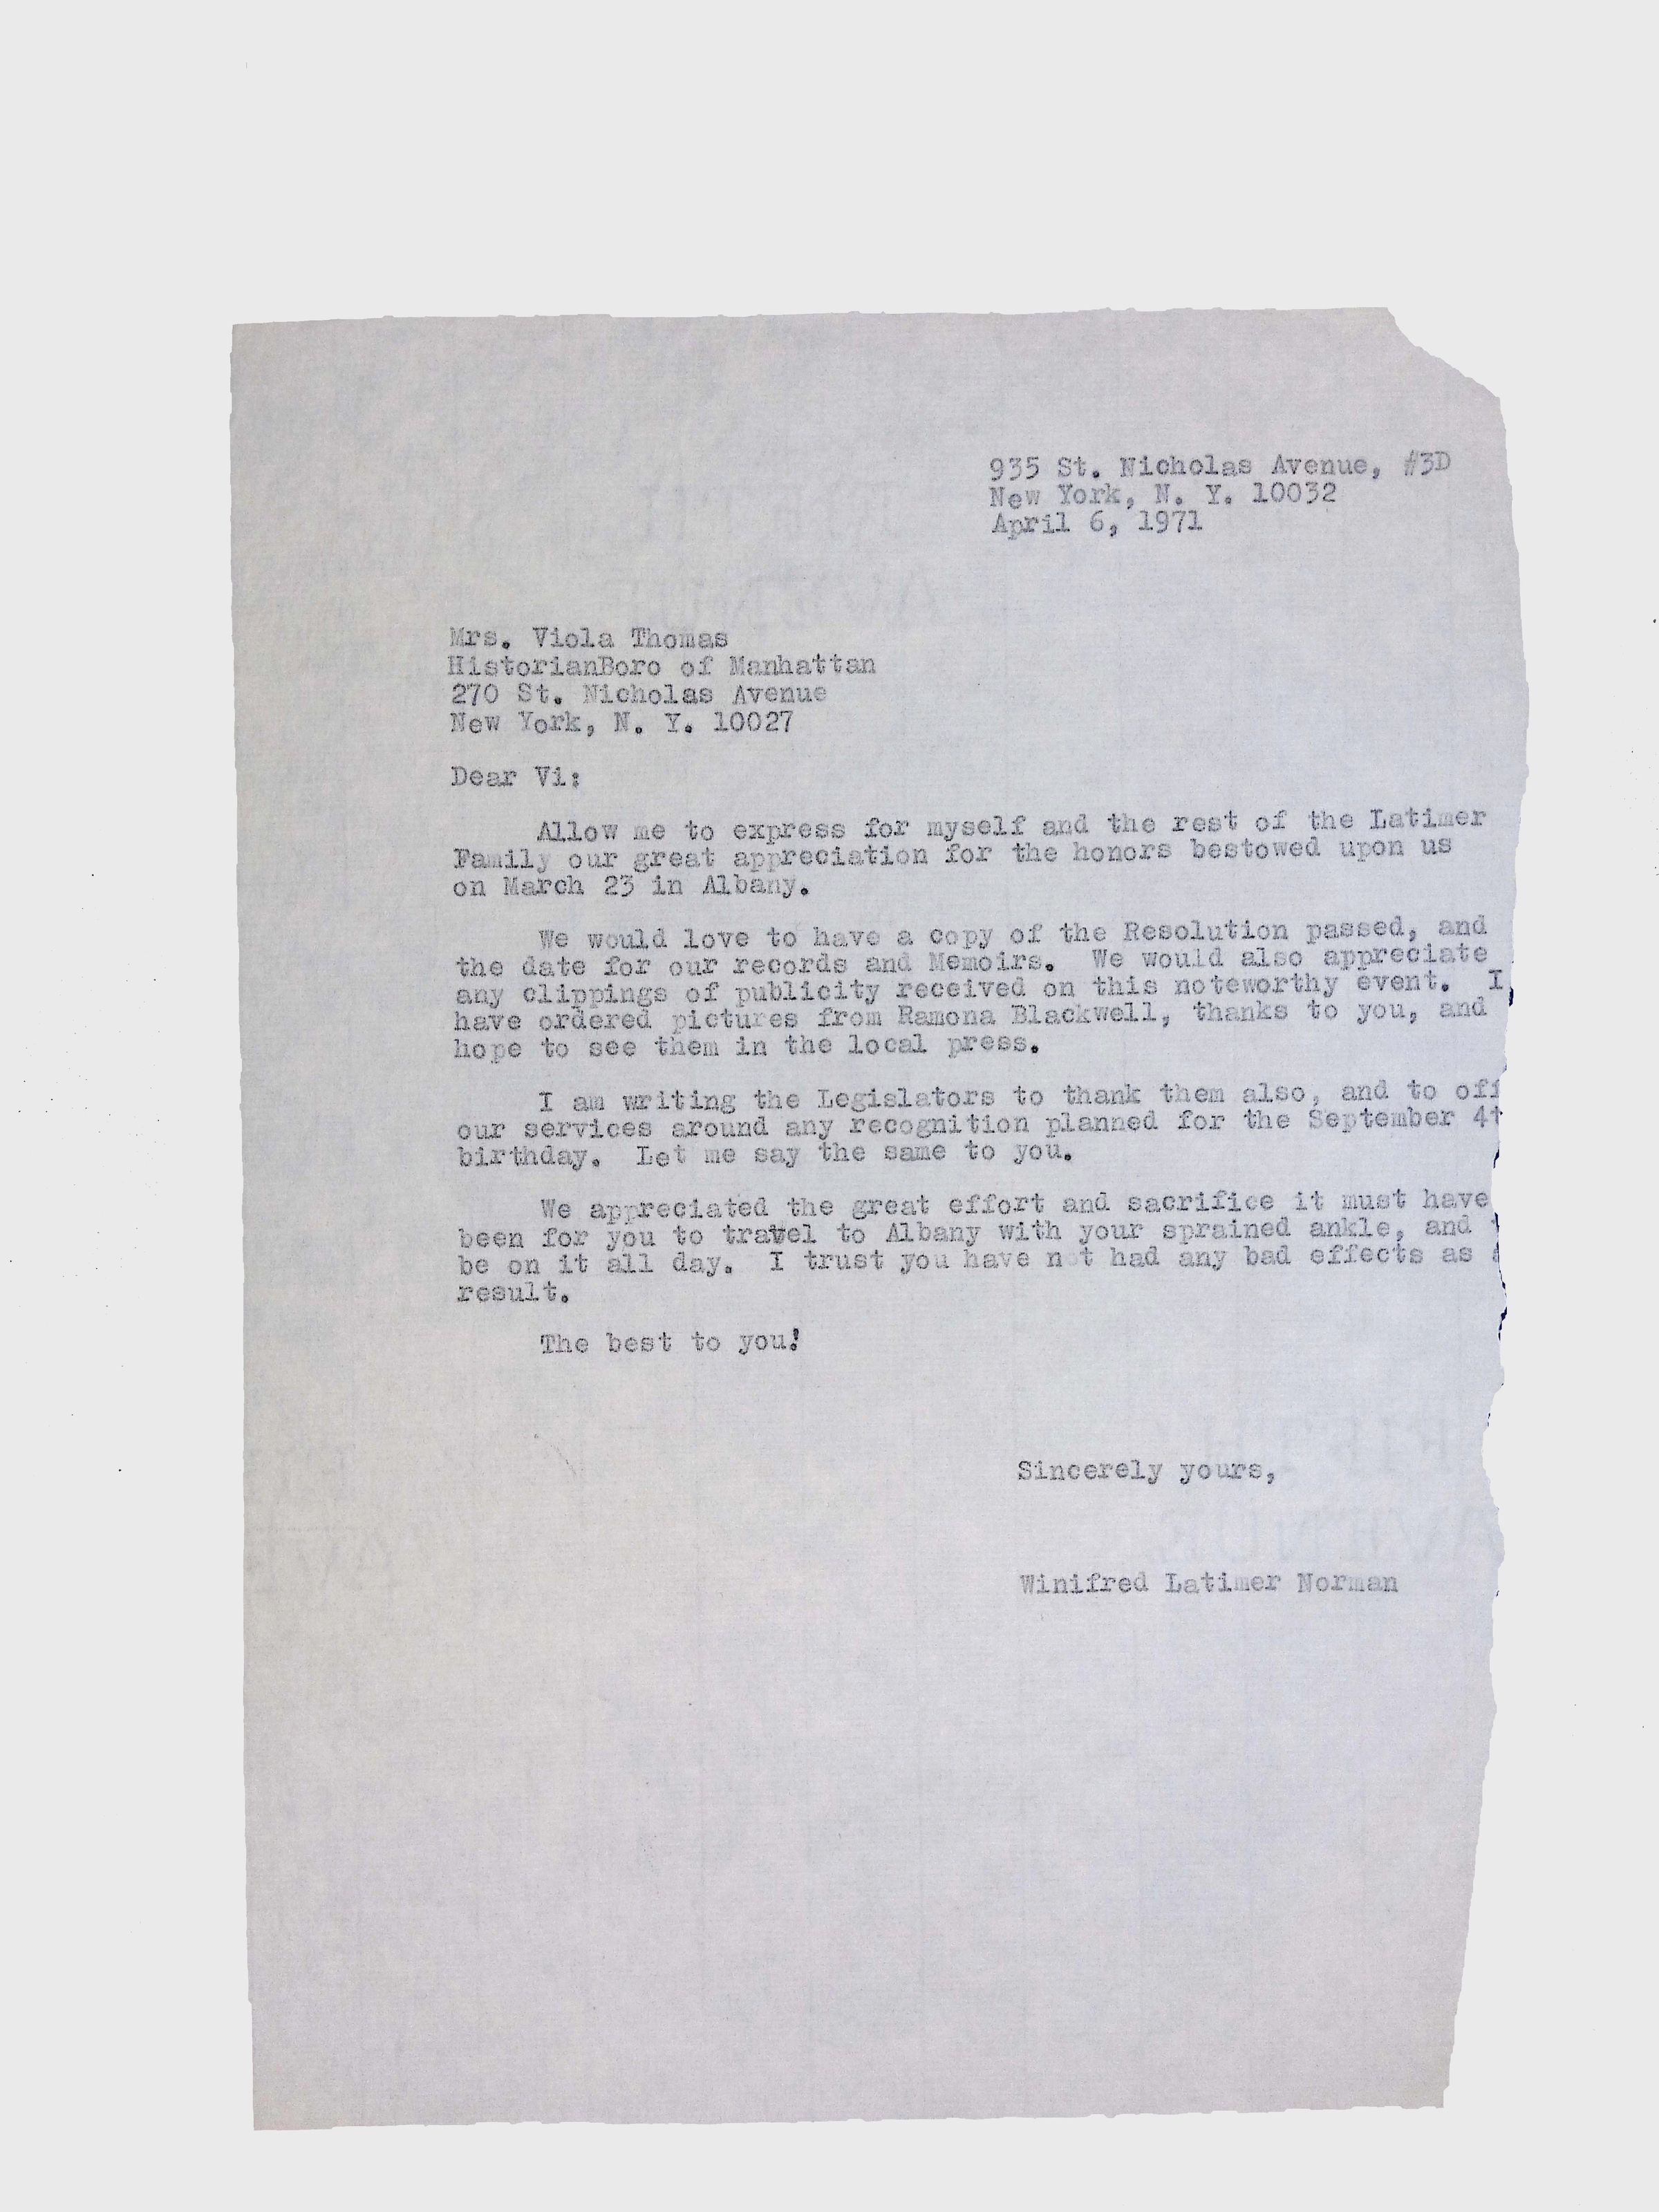 935 St. Nicholas Avenue, #3D
New York, N. Y. 10032
April 6, 1971
Mrs. Viola Thomas
HistorianBoro of Manhattan
270 St. Nicholas Avenue
New York, N. Y. 10027
Dear Vi:
Allow me to express for myself and the rest of the Latimer
Family our great appreciation for the honors bestowed upon us
on March 23 in Albany.
We would love to have a copy of the Resolution passed, and
the date for our records and Memoirs. We would also appreciate
any clippings of publicity received on this noteworthy event. I
have ordered pictures from Ramona Blackwell, thanks to you, and
hope to see them in the local press.
I am writing the Legislators to thank them also, and to off
our services around any recognition planned for the September 4t
birthday. Let me say the same to you.
We appreciated the great effort and sacrifice it must have
been for you to travel to Albany with your sprained ankle, and
be on it all day. I trust you have not had any bad effects as
result.
The best to you!
Sincerely yours,
Winifred Latimer Norman